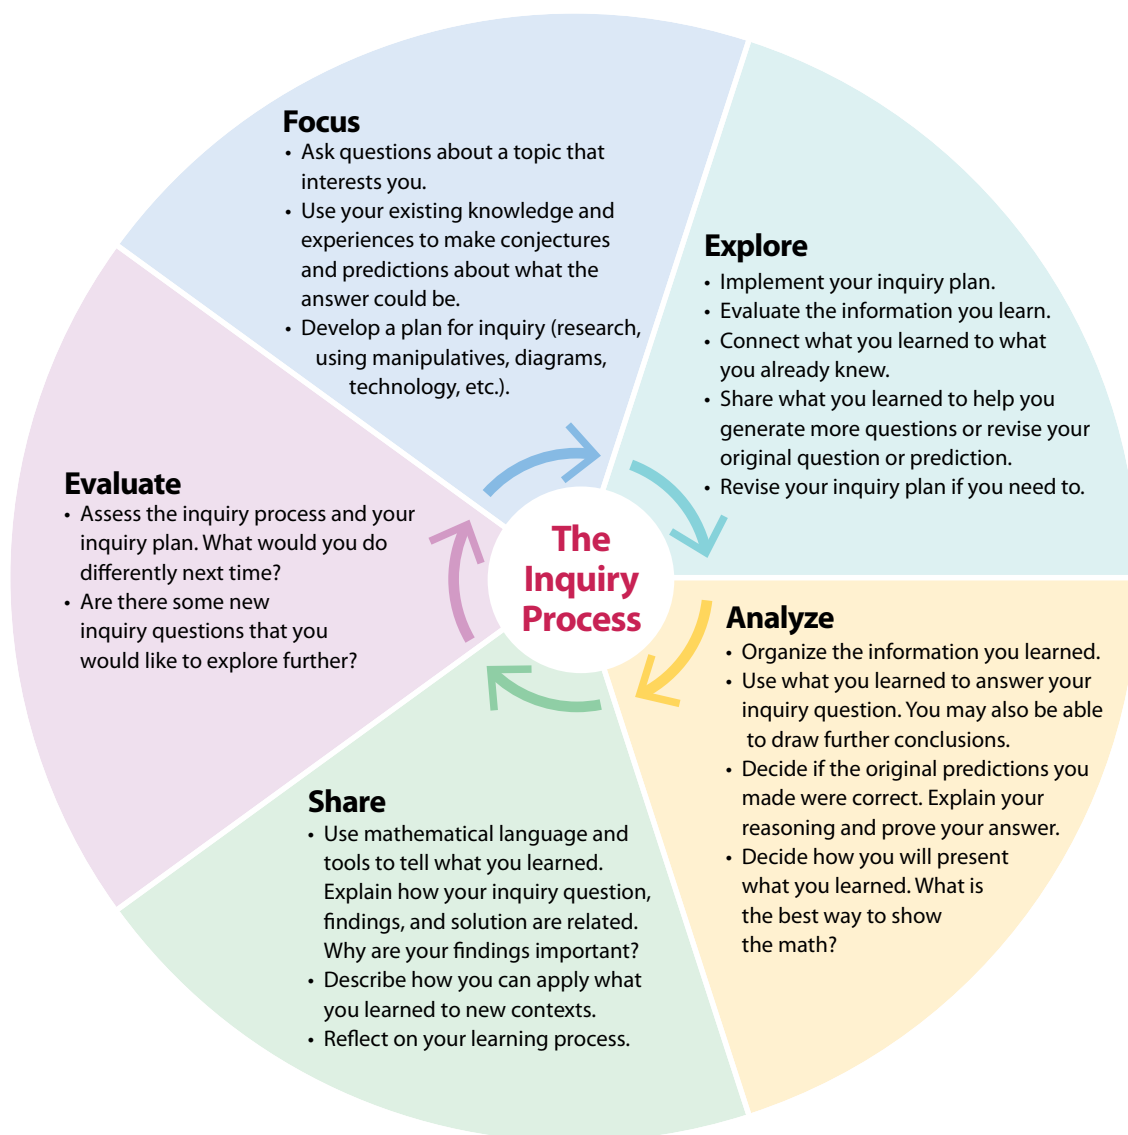 Focus
• Ask questions about a topic that
interests you.
• Use your existing knowledge and
experiences to make conjectures
and predictions about what the
answer could be.
• Develop a plan for inquiry (research,
using manipulatives, diagrams,
technology, etc.).
Explore
• Implement your inquiry plan.
• Evaluate the information you learn.
• Connect what you learned to what
you already knew.
• Share what you learned to help you
generate more questions or revise your
original question or prediction.
• Revise your inquiry plan if you need to.
Analyze
• Organize the information you learned.
• Use what you learned to answer your
inquiry question. You may also be able
to draw further conclusions.
• Decide if the original predictions you
made were correct. Explain your
reasoning and prove your answer.
• Decide how you will present
what you learned. What is
the best way to show
the math?
Share
• Use mathematical language and
tools to tell what you learned.
Explain how your inquiry question,
findings, and solution are related.
Why are your findings important?
• Describe how you can apply what
you learned to new contexts.
• Reflect on your learning process.
Evaluate
• Assess the inquiry process and your
inquiry plan. What would you do
differently next time?
• Are there some new
inquiry questions that you
would like to explore further?
The
Inquiry
Process